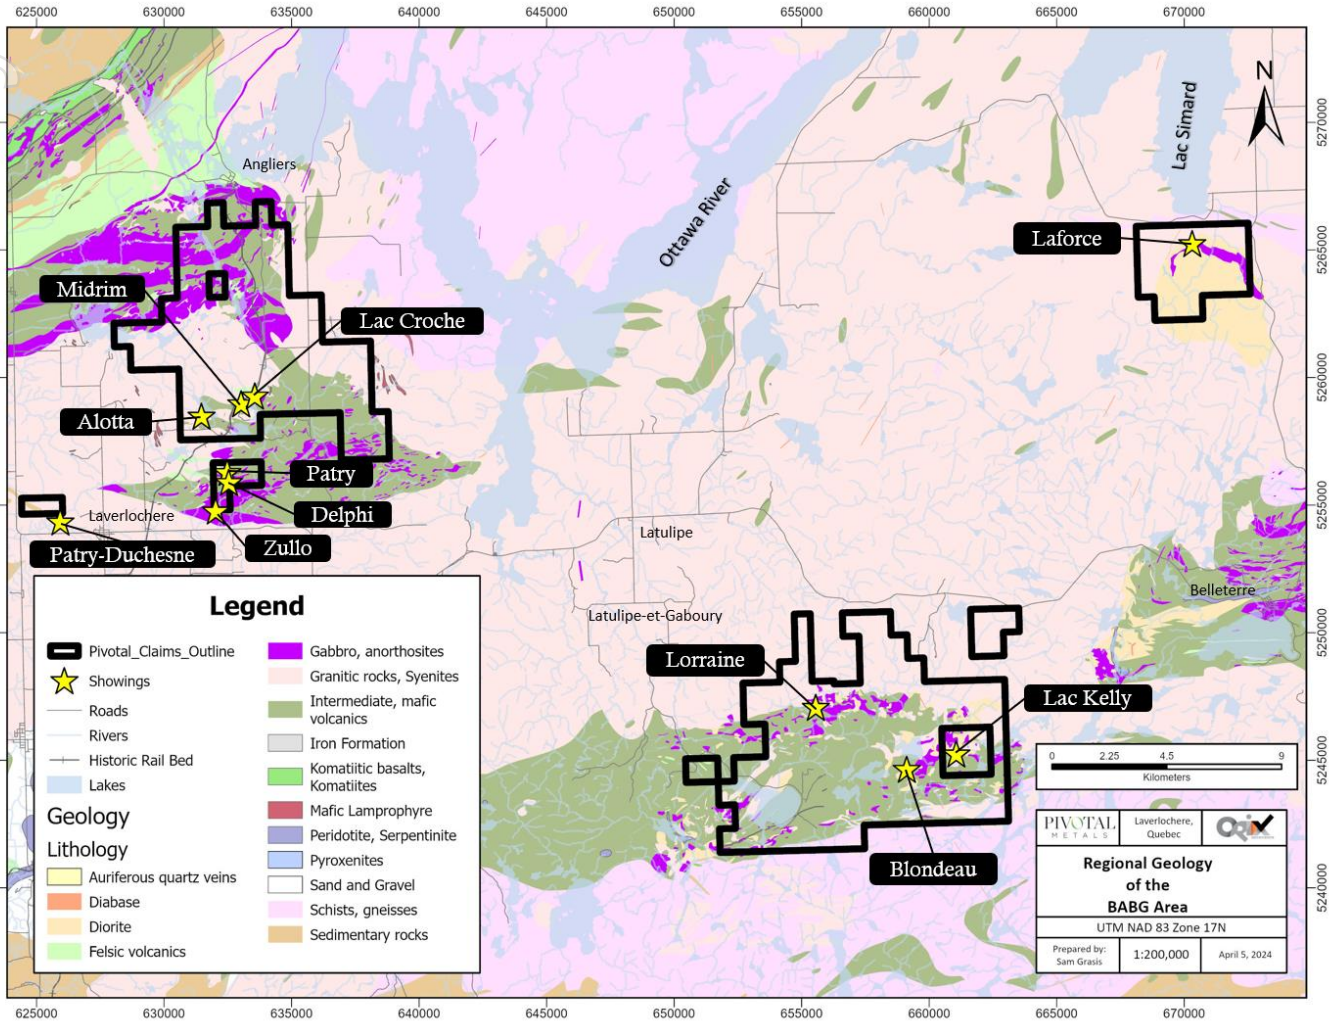 625000 630000 635000 640000 645000 650000 655000 660000 665000 670000
N
5270000
5265000
5260000
5255000
5250000
5245000
5240000
Lac Simard
Angliers
Ottawa River
Laforce
Midrim
Lac Croche
Alotta
Patry
Delphi
Laverlochere
Zullo
Patry-Duchesne
Latulipe
Latulipe-et-Gaboury
Belleterre
Lorraine
Lac Kelly
Blondeau
Legend
Pivotal_Claims_Outline
Showings
Roads
Rivers
Historic Rail Bed
Lakes
Geology
Lithology
Auriferous quartz veins
Diabase
Diorite
Felsic volcanics
Gabbro, anorthosites
Granitic rocks, Syenites
Intermediate, mafic
volcanics
Iron Formation
Komatiitic basalts,
Komatiites
Mafic Lamprophyre
Peridotite, Serpentinite
Pyroxenites
Sand and Gravel
Schists, gneisses
Sedimentary rocks
0 2.25 4.5 9
Kilometers
PIVOTAL
METALS
Laverlochere,
Quebec
Orix
Regional Geology
of the
BABG Area
UTM NAD 83 Zone 17N
Prepared by:
Sam Grasis
1:200,000
April 5, 2024
625000 630000 635000 640000 645000 650000 655000 660000 665000 670000